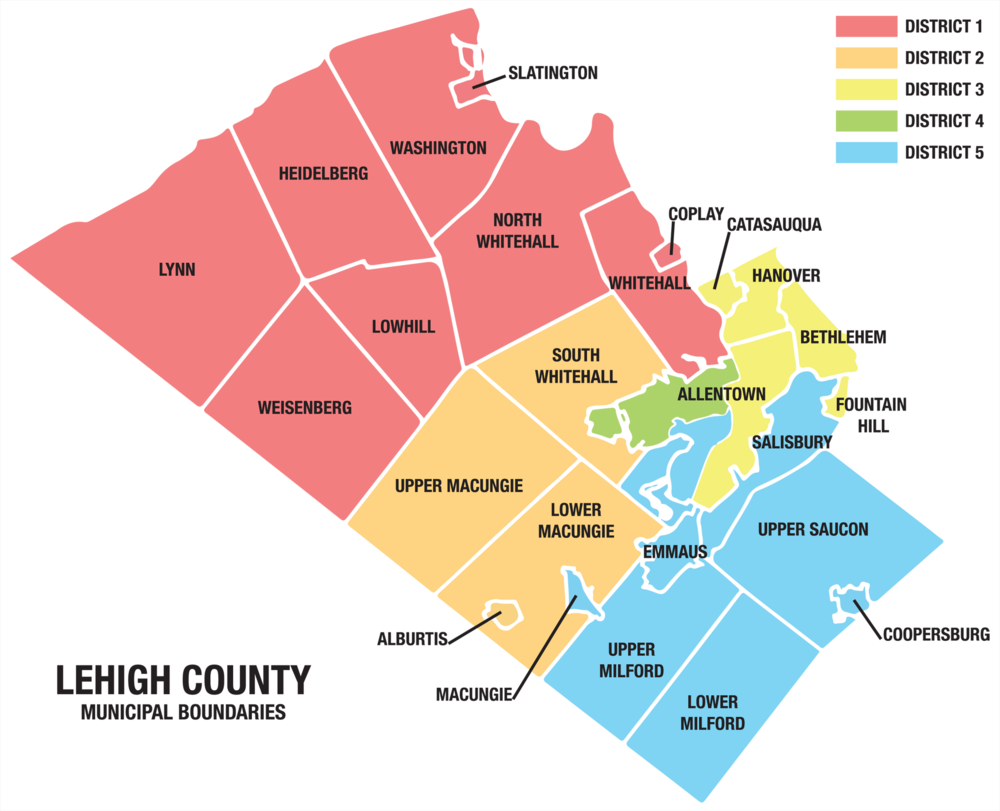 DISTRICT 1
DISTRICT 2
DISTRICT 3
DISTRICT 4
DISTRICT 5
SLATINGTON
WASHINGTON
HEIDELBERG
NORTH
WHITEHALL
COPLAY
CATASAUQUA
LYNN
WHITEHALL
HANOVER
LOWHILL
BETHLEHEM
SOUTH
WHITEHALL
ALLENTOWN
WEISENBERG
FOUNTAIN
HILL
SALISBURY
UPPER MACUNGIE
LOWER
MACUNGIE
UPPER SAUCON
EMMAUS
ALBURTIS
COOPERSBURG
MACUNGIE
UPPER
MILFORD
LOWER
MILFORD
LEHIGH COUNTY
MUNICIPAL BOUNDARIES